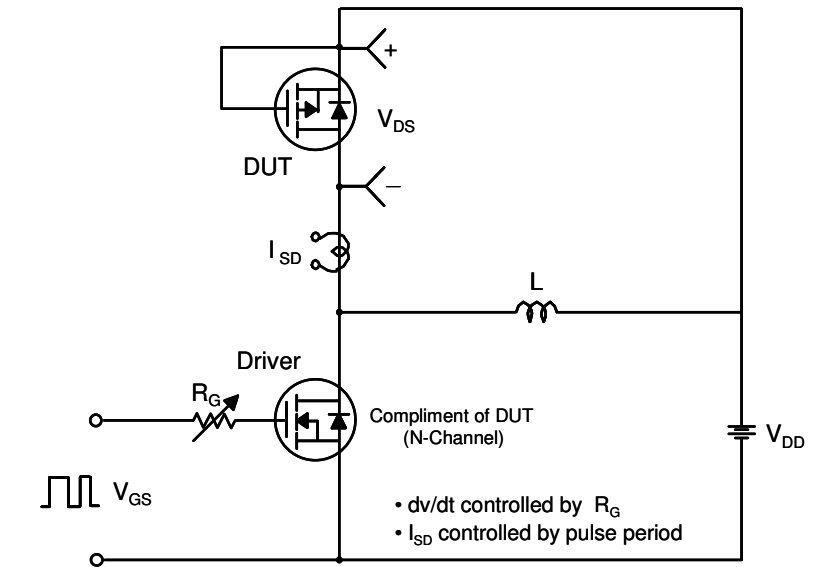 +
V_DS
DUT
−
I_SD
L
Driver
R_G
Compliment of DUT
(N-Channel)
V_DD
V_GS
• dv/dt controlled by R_G
• I_SD controlled by pulse period